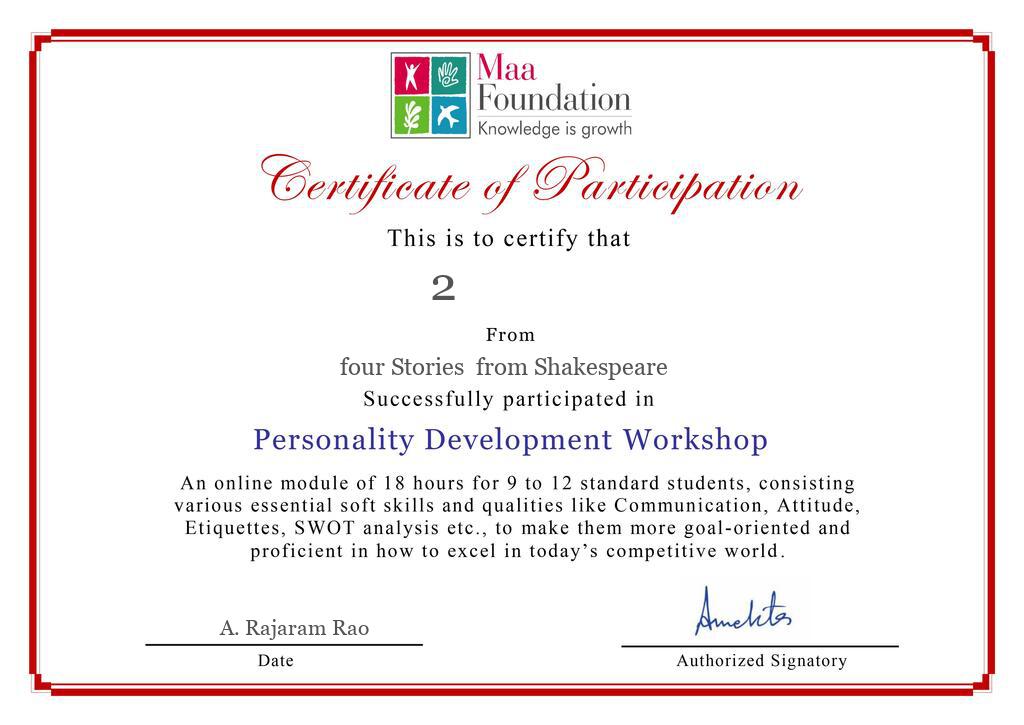 Maa
Foundation
Knowledge is growth
Certificate of Participation
This is to certify that
2
From
four Stories from Shakespeare
Successfully participated in
Personality Development Workshop
An online module of 18 hours for 9 to 12 standard students, consisting
various essential soft skills and qualities like Communication, Attitude,
Etiquettes, SWOT analysis etc., to make them more goal-oriented and
proficient in how to excel in today’s competitive world.
A. Rajaram Rao
Date
Authorized Signatory